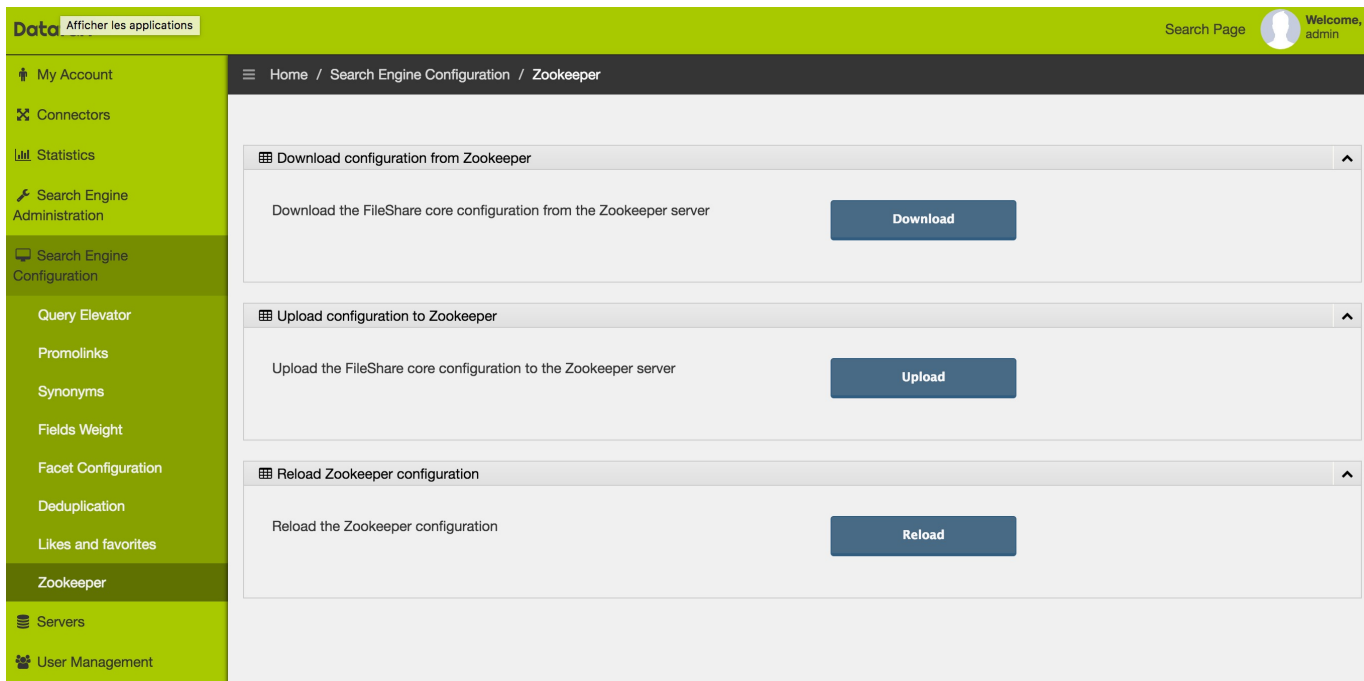 Afficher les applications
Search Page
Welcome,
admin
My Account
Home / Search Engine Configuration / Zookeeper
Connectors
Statistics
Search Engine
Administration
Search Engine
Configuration
Query Elevator
Promolinks
Synonyms
Fields Weight
Facet Configuration
Deduplication
Likes and favorites
Zookeeper
Servers
User Management
Download configuration from Zookeeper
Download the FileShare core configuration from the Zookeeper server
Download
Upload configuration to Zookeeper
Upload the FileShare core configuration to the Zookeeper server
Upload
Reload Zookeeper configuration
Reload the Zookeeper configuration
Reload